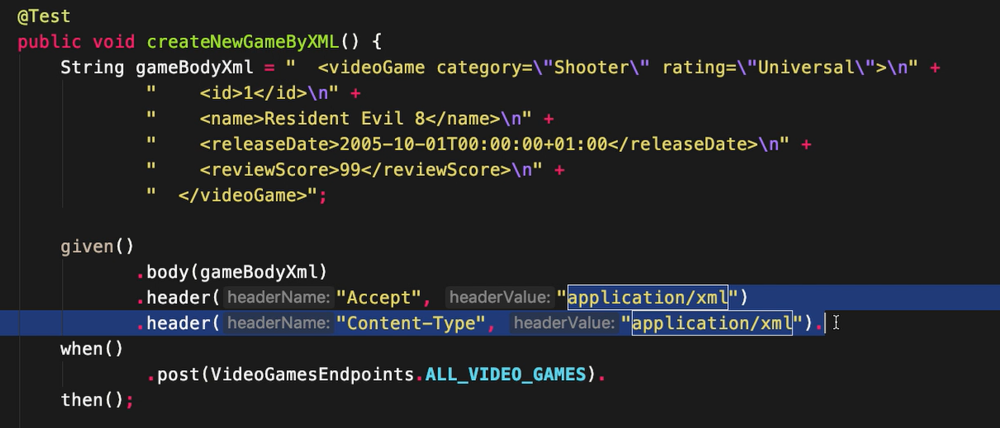 @Test
public void createNewGameByXML() {
    String gameBodyXml = "  <videoGame category=\"Shooter\" rating=\"Universal\">\n" +
            "    <id>1</id>\n" +
            "    <name>Resident Evil 8</name>\n" +
            "    <releaseDate>2005-10-01T00:00:00+01:00</releaseDate>\n" +
            "    <reviewScore>99</reviewScore>\n" +
            "  </videoGame>";
    given()
           .body(gameBodyXml)
           .header( headerName: "Accept", headerValue: "application/xml")
           .header( headerName: "Content-Type", headerValue: "application/xml").
    when()
            .post(VideoGamesEndpoints.ALL_VIDEO_GAMES).
    then();